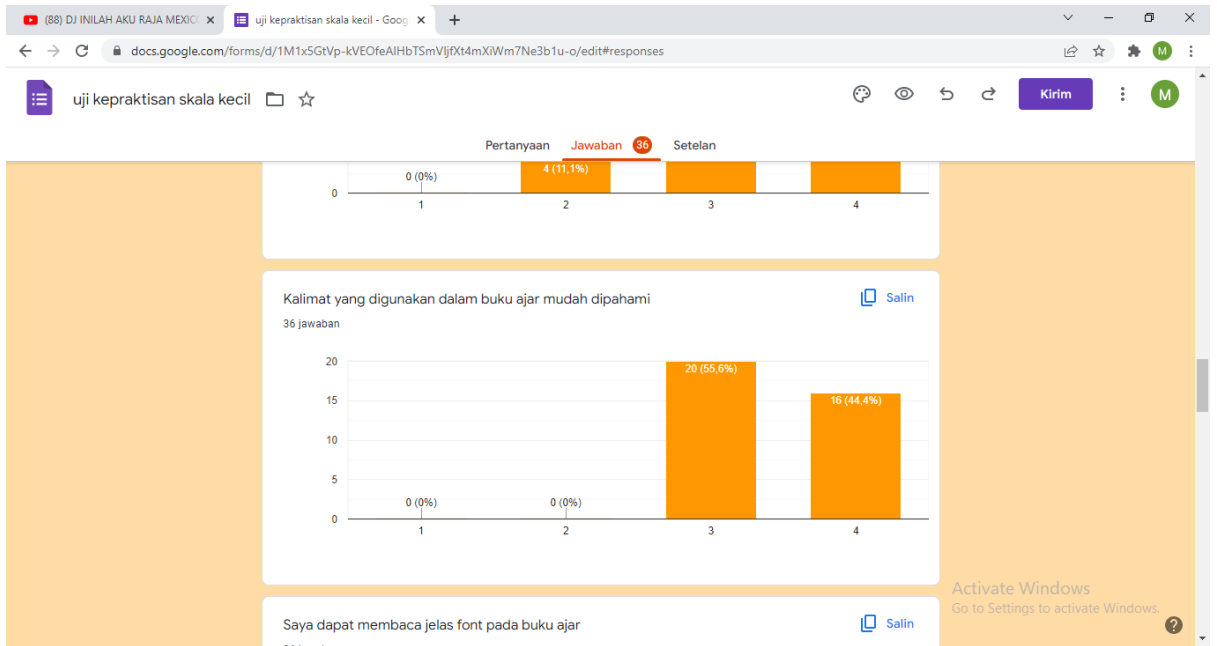 (88) DJ INILAH AKU RAJA MEXIC
uji kepraktisan skala kecil - Goog
docs.google.com/forms/d/1M1x5GtVp-kVEOfeAlHbTSmVIjfXt4mXiWm7Ne3b1u-o/edit#responses
M
uji kepraktisan skala kecil
Kirim
M
Pertanyaan Jawaban 36 Setelan
0 (0%) 4 (11,1%)
0
1 2 3 4
Kalimat yang digunakan dalam buku ajar mudah dipahami
Salin
36 jawaban
20
20 (55,6%)
15
16 (44,4%)
10
5
0 (0%) 0 (0%)
0
1 2 3 4
Activate Windows
Go to Settings to activate Windows.
Saya dapat membaca jelas font pada buku ajar
Salin